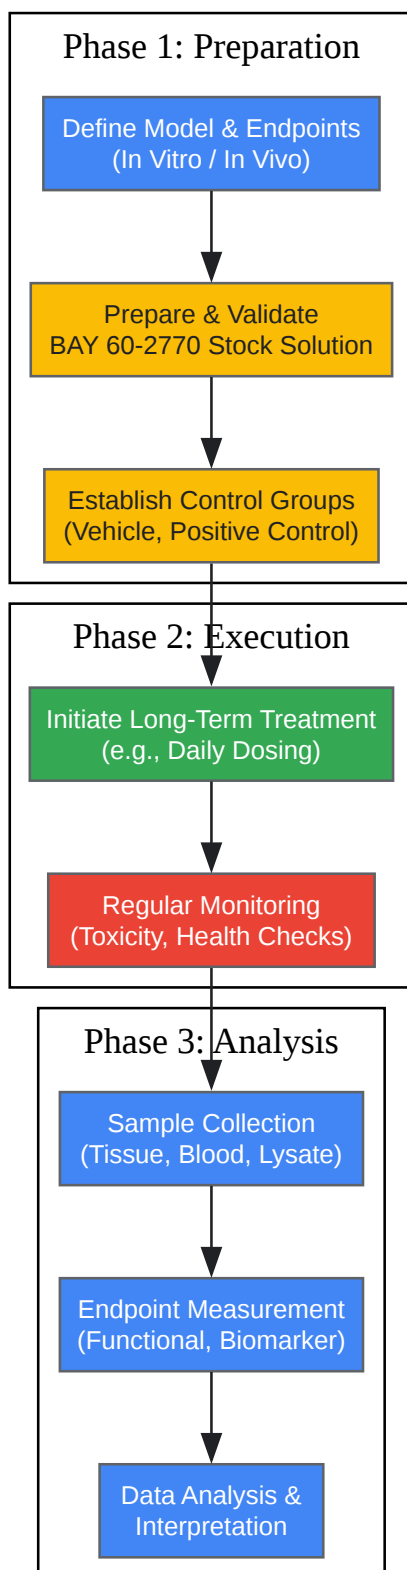 Phase 1: Preparation
Define Model & Endpoints
(In Vitro / In Vivo)
Prepare & Validate
BAY 60-2770 Stock Solution
Establish Control Groups
(Vehicle, Positive Control)
Phase 2: Execution
Initiate Long-Term Treatment
(e.g., Daily Dosing)
Regular Monitoring
(Toxicity, Health Checks)
Phase 3: Analysis
Sample Collection
(Tissue, Blood, Lysate)
Endpoint Measurement
(Functional, Biomarker)
Data Analysis &
Interpretation